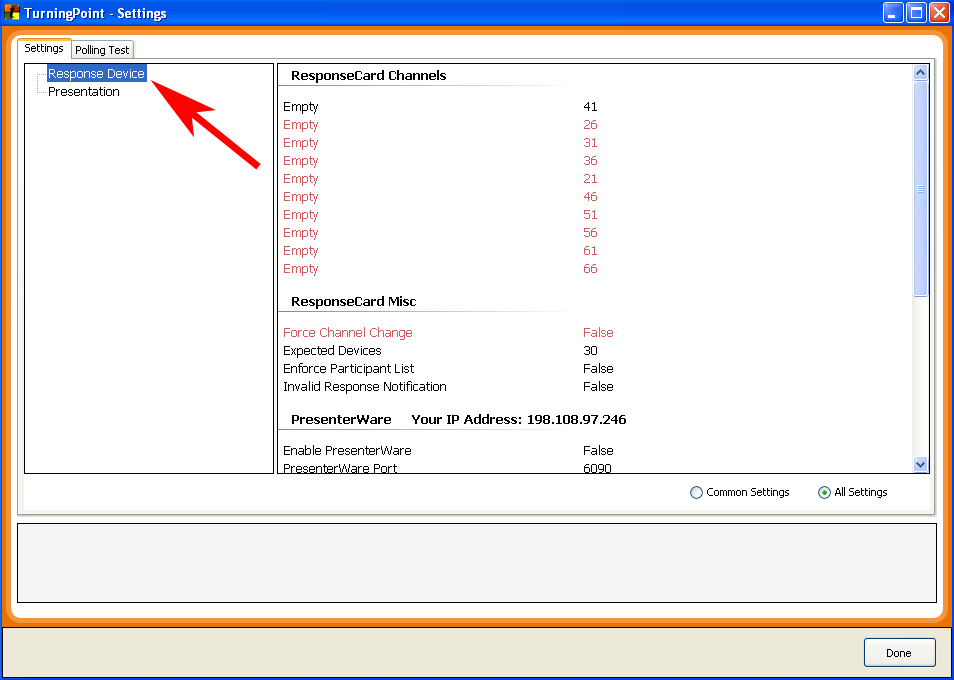 TurningPoint - Settings
Settings
Polling Test
Response Device
Presentation
ResponseCard Channels
Empty 41
Empty 26
Empty 31
Empty 36
Empty 21
Empty 46
Empty 51
Empty 56
Empty 61
Empty 66
ResponseCard Misc
Force Channel Change False
Expected Devices 30
Enforce Participant List False
Invalid Response Notification False
PresenterWare Your IP Address: 198.108.97.246
Enable PresenterWare False
PresenterWare Port 6090
Common Settings All Settings
Done